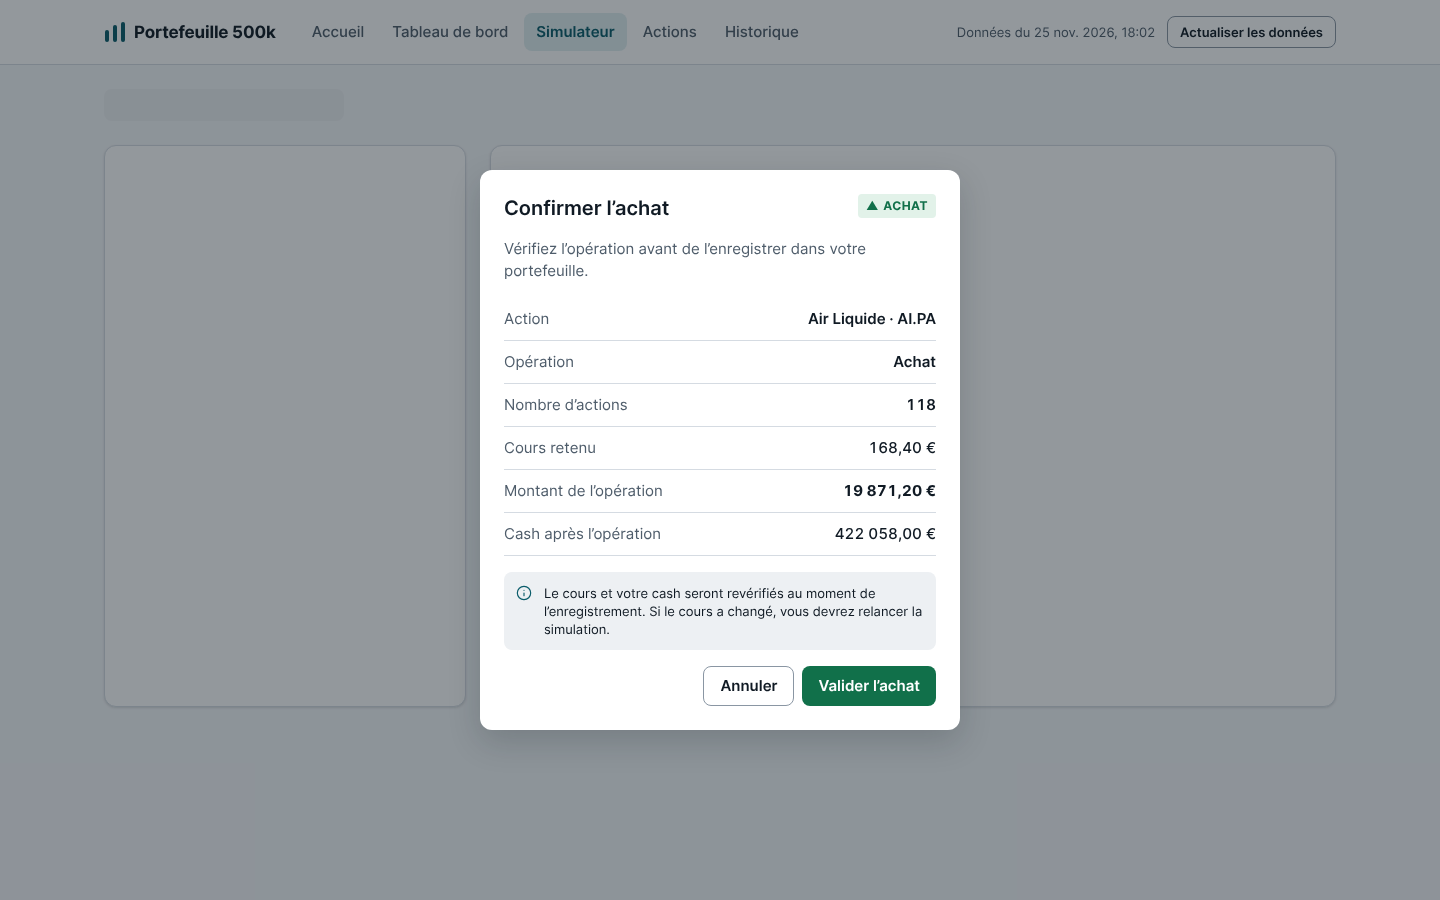 Portefeuille 500k
Accueil
Tableau de bord
Simulateur
Actions
Historique
Données du 25 nov. 2026, 18:02
Actualiser les données
Confirmer l’achat
▲ ACHAT
Vérifiez l’opération avant de l’enregistrer dans votre
portefeuille.
Action
Air Liquide · AI.PA
Opération
Achat
Nombre d’actions
118
Cours retenu
168,40 €
Montant de l’opération
19 871,20 €
Cash après l’opération
422 058,00 €
Le cours et votre cash seront revérifiés au moment de
l’enregistrement. Si le cours a changé, vous devrez relancer la
simulation.
Annuler
Valider l’achat